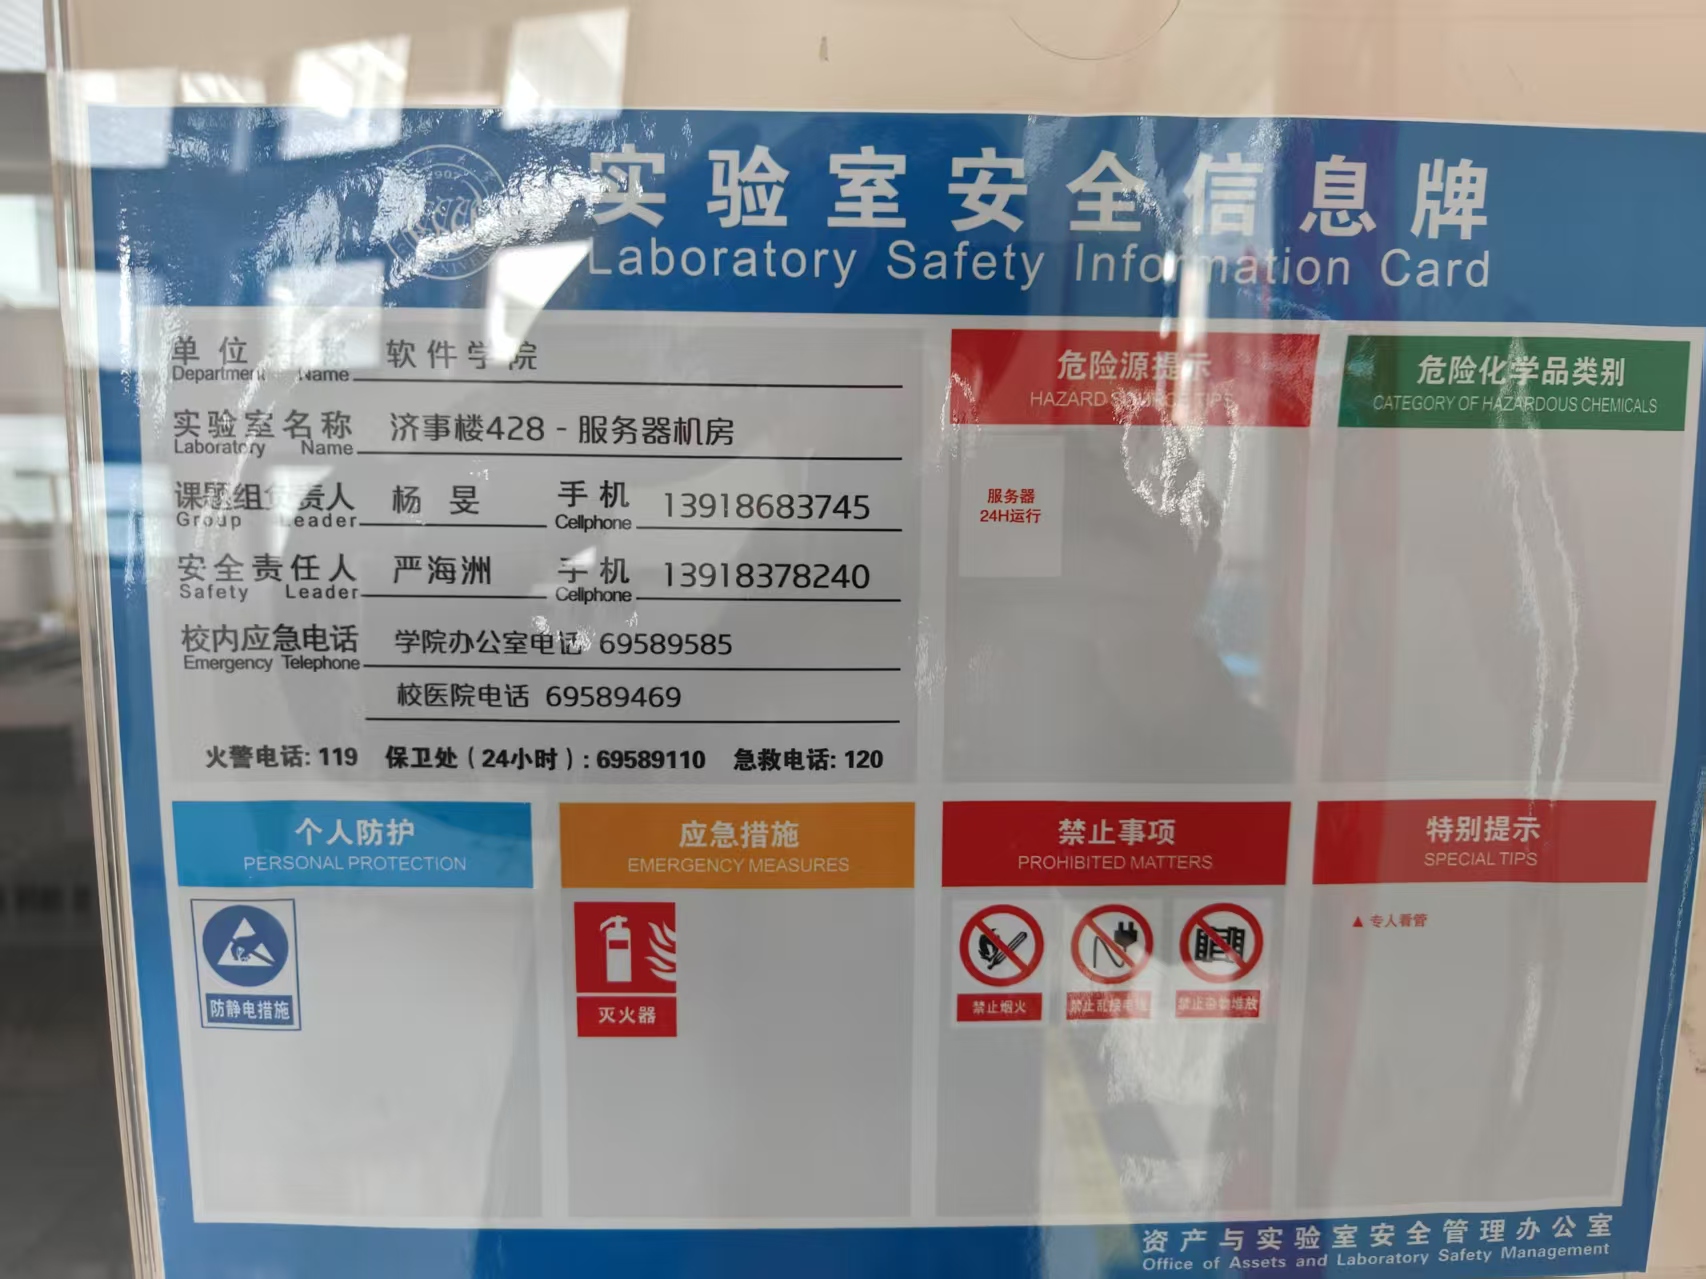 1907
实验室安全信息牌
Laboratory Safety Information Card
单位名称 软件学院
Department Name
实验室名称 济事楼428 - 服务器机房
Laboratory Name
课题组负责人 杨 旻 手机 13918683745
Group Leader Cellphone
安全责任人 严海洲 手机 13918378240
Safety Leader Cellphone
校内应急电话 学院办公室电话 69589585
Emergency Telephone
校医院电话 69589469
火警电话: 119 保卫处（24小时）: 69589110 急救电话: 120
危险源提示
HAZARD SOURCE TIPS
服务器
24H运行
危险化学品类别
CATEGORY OF HAZARDOUS CHEMICALS
个人防护
PERSONAL PROTECTION
防静电措施
应急措施
EMERGENCY MEASURES
灭火器
禁止事项
PROHIBITED MATTERS
禁止烟火
禁止乱接电线
禁止杂物堆放
特别提示
SPECIAL TIPS
▲ 专人看管
资产与实验室安全管理办公室
Office of Assets and Laboratory Safety Management